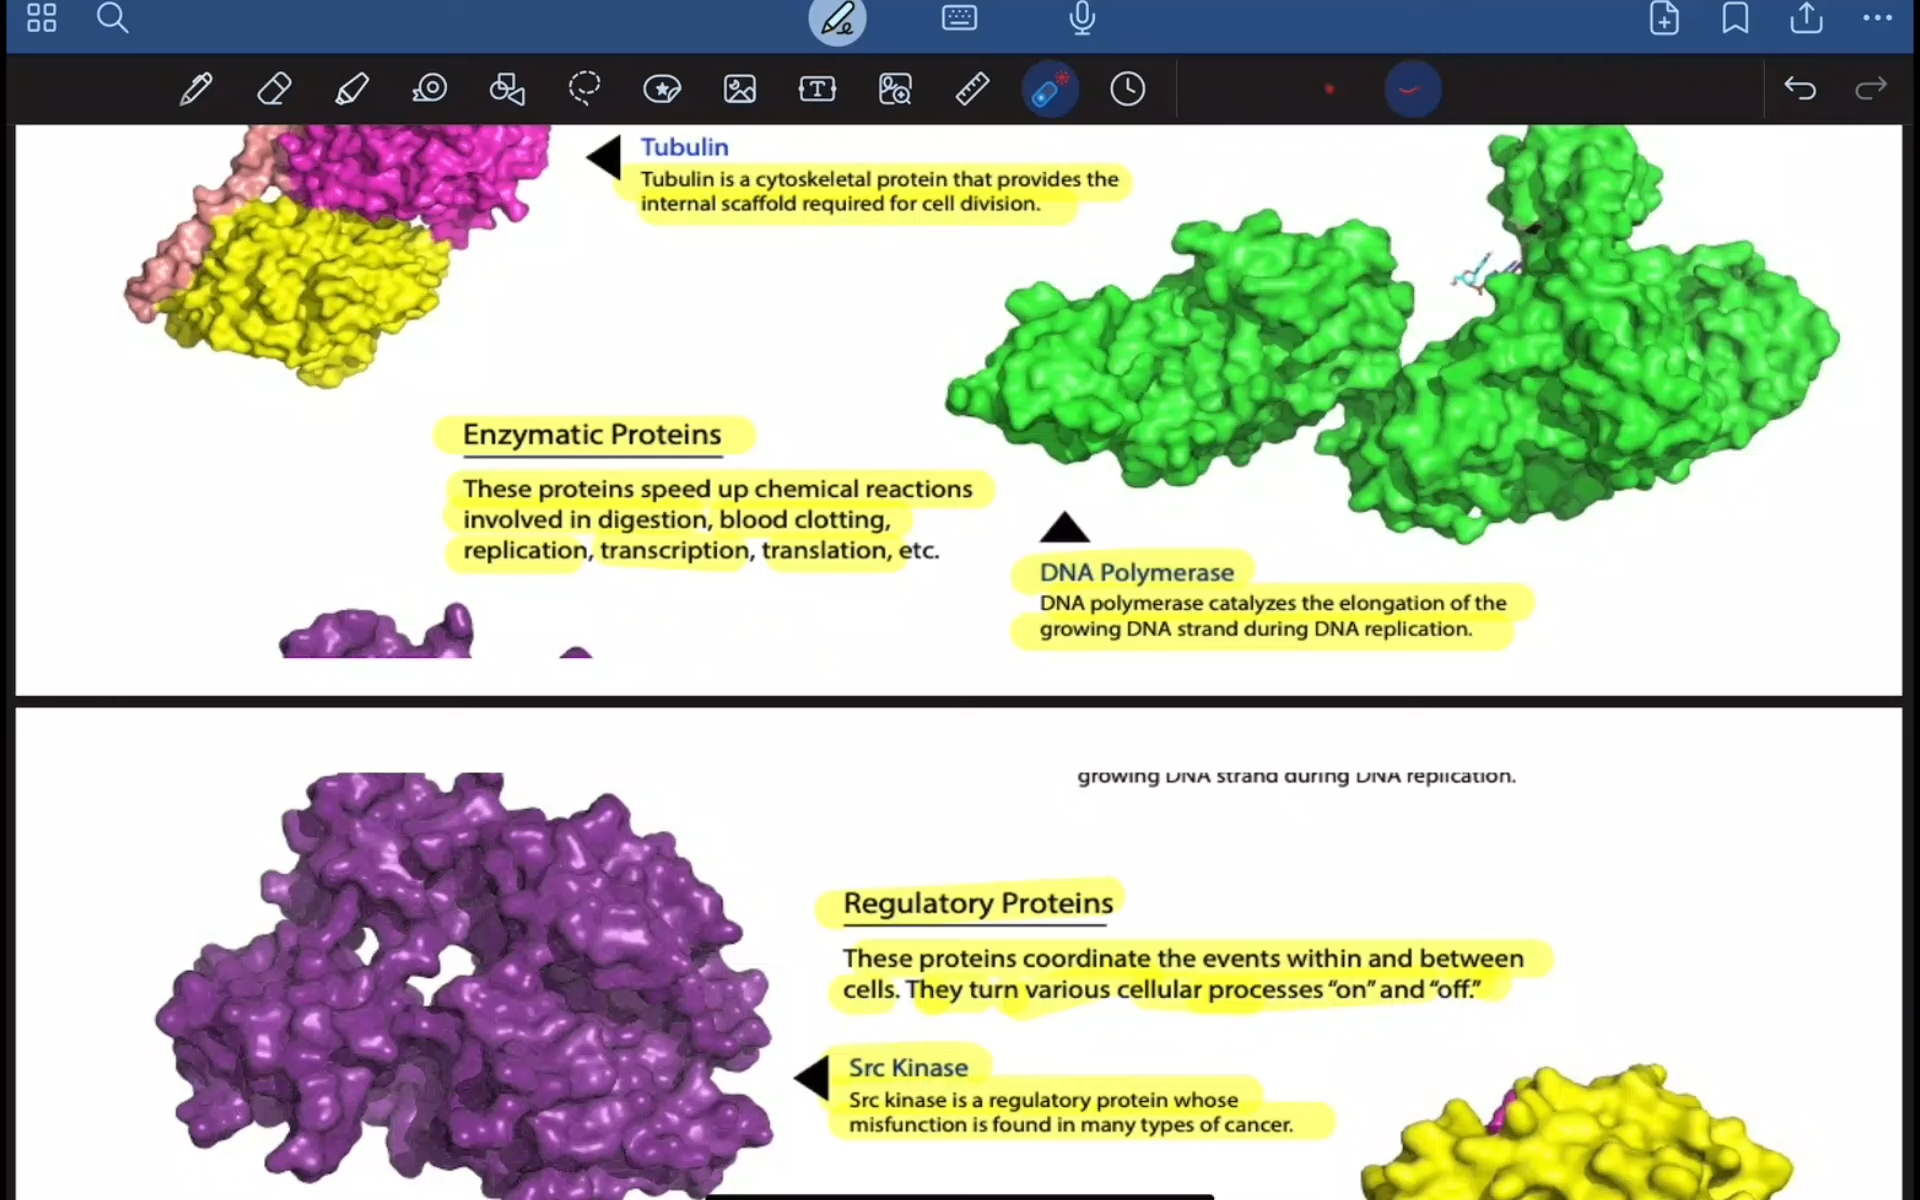 Tubulin
Tubulin is a cytoskeletal protein that provides the
internal scaffold required for cell division.
Enzymatic Proteins
These proteins speed up chemical reactions
involved in digestion, blood clotting,
replication, transcription, translation, etc.
DNA Polymerase
DNA polymerase catalyzes the elongation of the
growing DNA strand during DNA replication.
growing DNA strand during DNA replication.
Regulatory Proteins
These proteins coordinate the events within and between
cells. They turn various cellular processes “on” and “off.”
Src Kinase
Src kinase is a regulatory protein whose
misfunction is found in many types of cancer.